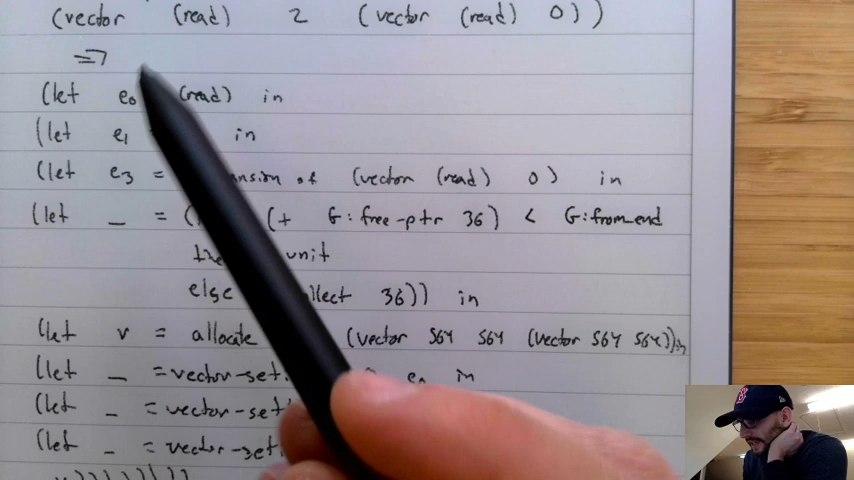 (vector (read) 2 (vector (read) 0))
=>
(let e0 (read) in
(let e1 in
(let e3 = of (vector (read) 0) in
(let _ = ( (+ G:free-ptr 36) < G:from_end
unit
else 36)) in
(let v = allocate (vector S64 S64 (vector S64 S64)) in
(let _ = vector-set e0 in
(let _ = vector-set
(let _ = vector-set